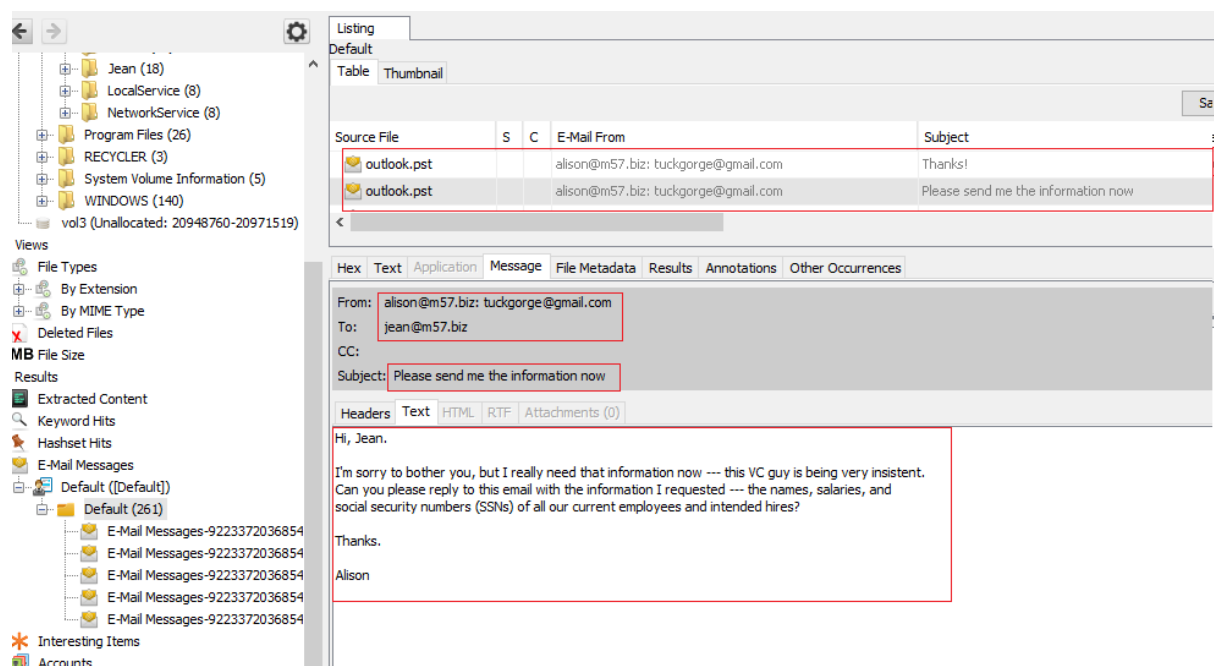 Jean (18)
LocalService (8)
NetworkService (8)
Program Files (26)
RECYCLER (3)
System Volume Information (5)
WINDOWS (140)
vol3 (Unallocated: 20948760-20971519)
Views
File Types
By Extension
By MIME Type
Deleted Files
MB File Size
Results
Extracted Content
Keyword Hits
Hashset Hits
E-Mail Messages
Default ([Default])
Default (261)
E-Mail Messages-9223372036854
E-Mail Messages-9223372036854
E-Mail Messages-9223372036854
E-Mail Messages-9223372036854
E-Mail Messages-9223372036854
Interesting Items
Accounts
Listing
Default
Table Thumbnail
Sa
Source File S C E-Mail From Subject
outlook.pst alison@m57.biz: tuckgorge@gmail.com Thanks!
outlook.pst alison@m57.biz: tuckgorge@gmail.com Please send me the information now
Hex Text Application Message File Metadata Results Annotations Other Occurrences
From: alison@m57.biz: tuckgorge@gmail.com
To: jean@m57.biz
CC:
Subject: Please send me the information now
Headers Text HTML RTF Attachments (0)
Hi, Jean.
I'm sorry to bother you, but I really need that information now --- this VC guy is being very insistent.
Can you please reply to this email with the information I requested --- the names, salaries, and
social security numbers (SSNs) of all our current employees and intended hires?
Thanks.
Alison